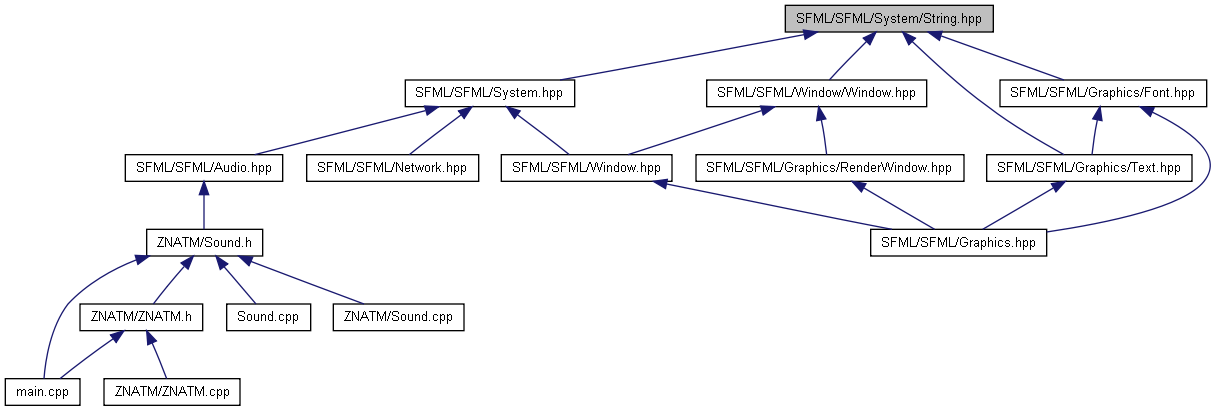 SFML/SFML/System/String.hpp
SFML/SFML/System.hpp
SFML/SFML/Window/Window.hpp
SFML/SFML/Graphics/Font.hpp
SFML/SFML/Audio.hpp
SFML/SFML/Network.hpp
SFML/SFML/Window.hpp
SFML/SFML/Graphics/RenderWindow.hpp
SFML/SFML/Graphics/Text.hpp
ZNATM/Sound.h
SFML/SFML/Graphics.hpp
ZNATM/ZNATM.h
Sound.cpp
ZNATM/Sound.cpp
main.cpp
ZNATM/ZNATM.cpp